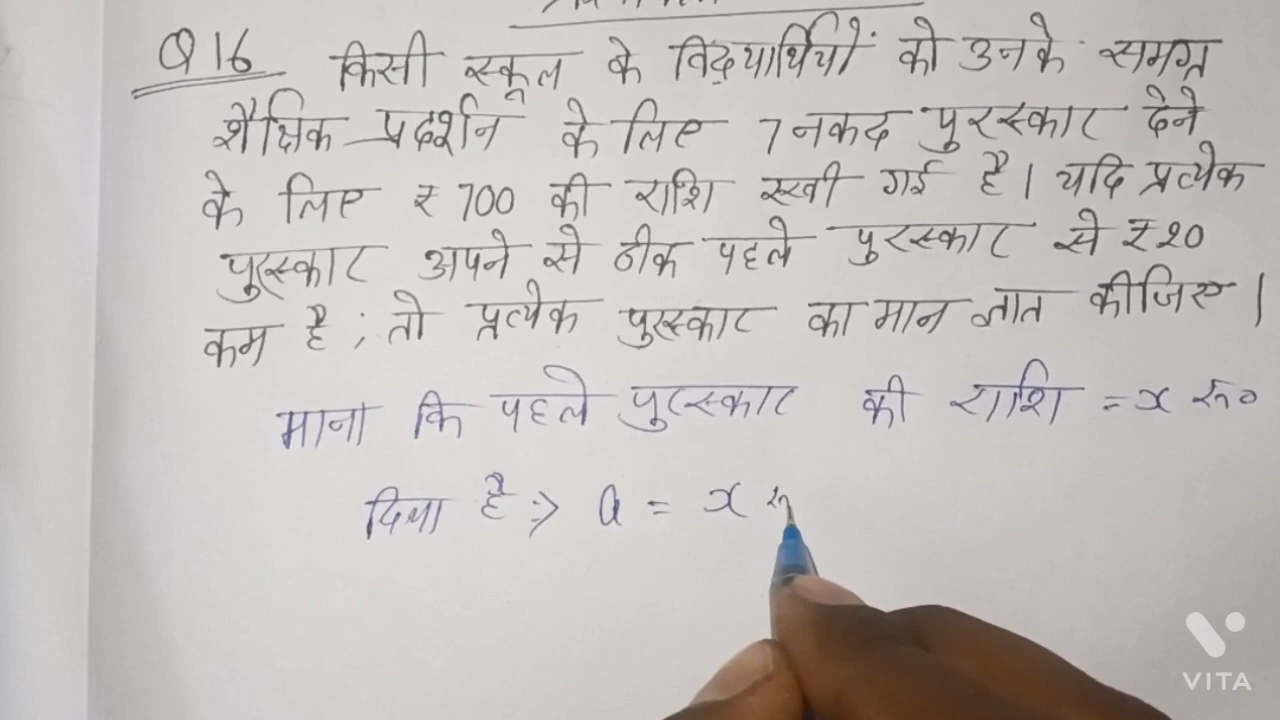 Q 16 किसी स्कूल के विद्यार्थियों को उनके समग्र
शैक्षिक प्रदर्शन के लिए 7 नकद पुरस्कार देने
के लिए ₹ 700 की राशि रखी गई है। यदि प्रत्येक
पुरस्कार अपने से ठीक पहले पुरस्कार से ₹ 20
कम है ; तो प्रत्येक पुरस्कार का मान ज्ञात कीजिए ।
माना कि पहले पुरस्कार की राशि = x रु०
दिया है :⇒ a = x रु
VITA